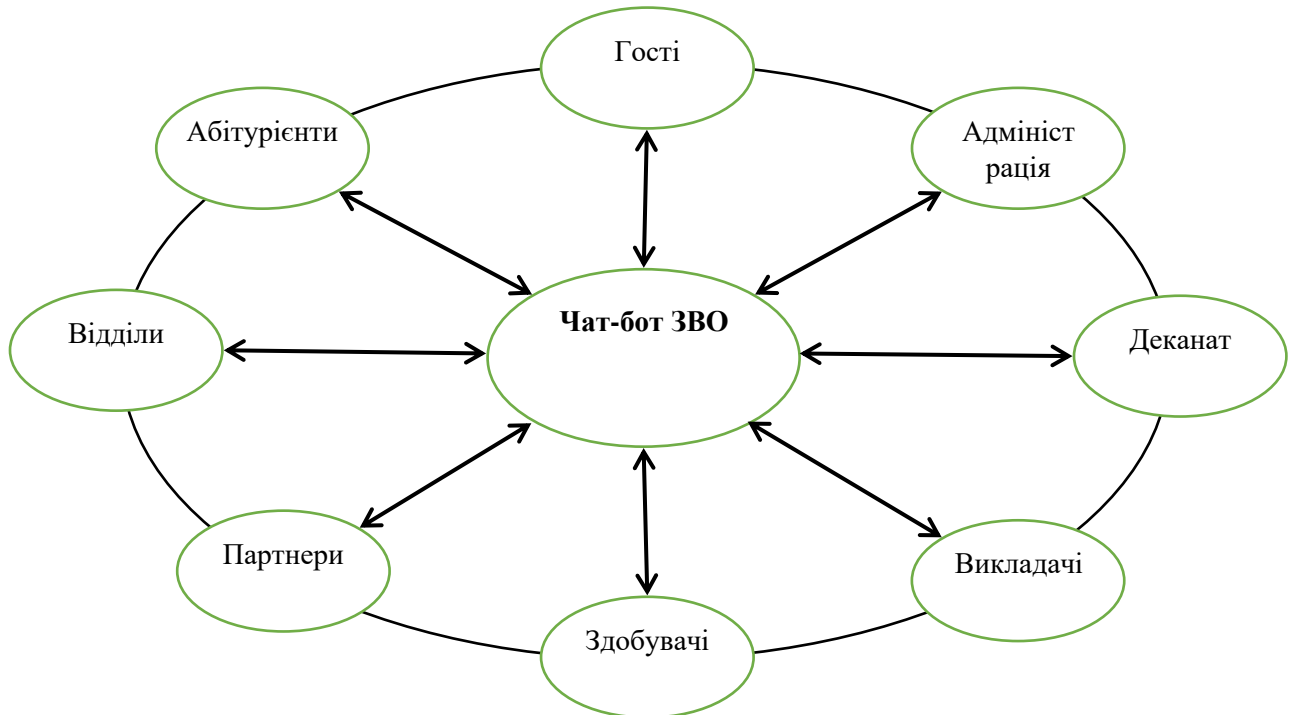 Гості
Абітурієнти
Адмініст
рація
Чат-бот ЗВО
Відділи
Деканат
Партнери
Викладачі
Здобувачі